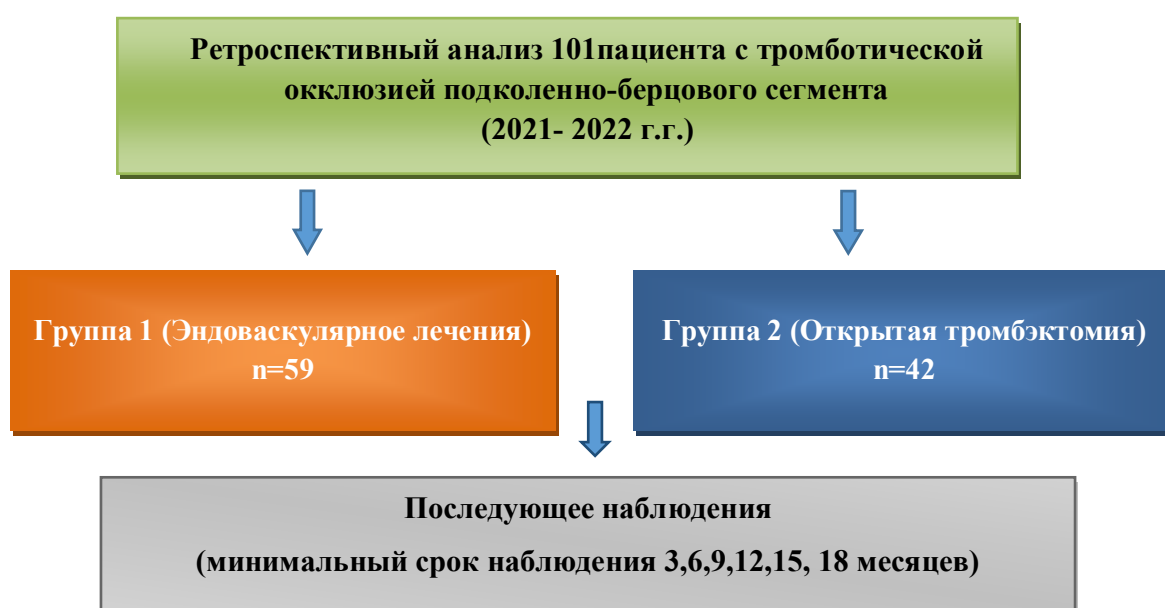 Ретроспективный анализ 101пациента с тромботической
окклюзией подколенно-берцового сегмента
(2021- 2022 г.г.)
Группа 1 (Эндоваскулярное лечения)
n=59
Группа 2 (Открытая тромбэктомия)
n=42
Последующее наблюдения
(минимальный срок наблюдения 3,6,9,12,15, 18 месяцев)